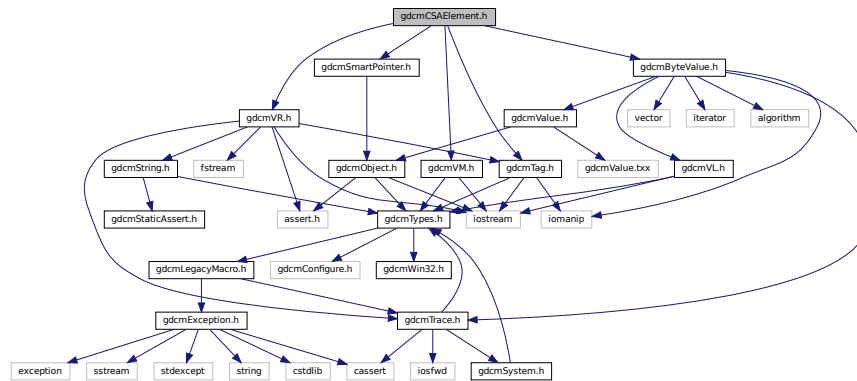 gdcmCSAElement.h
gdcmSmartPointer.h
gdcmByteValue.h
gdcmVR.h
gdcmValue.h
vector
iterator
algorithm
gdcmString.h
fstream
gdcmObject.h
gdcmVM.h
gdcmTag.h
gdcmValue.txx
gdcmVL.h
gdcmStaticAssert.h
assert.h
gdcmTypes.h
iostream
iomanip
gdcmLegacyMacro.h
gdcmConfigure.h
gdcmWin32.h
gdcmException.h
gdcmTrace.h
exception
sstream
stdexcept
string
cstdlib
cassert
iosfwd
gdcmSystem.h